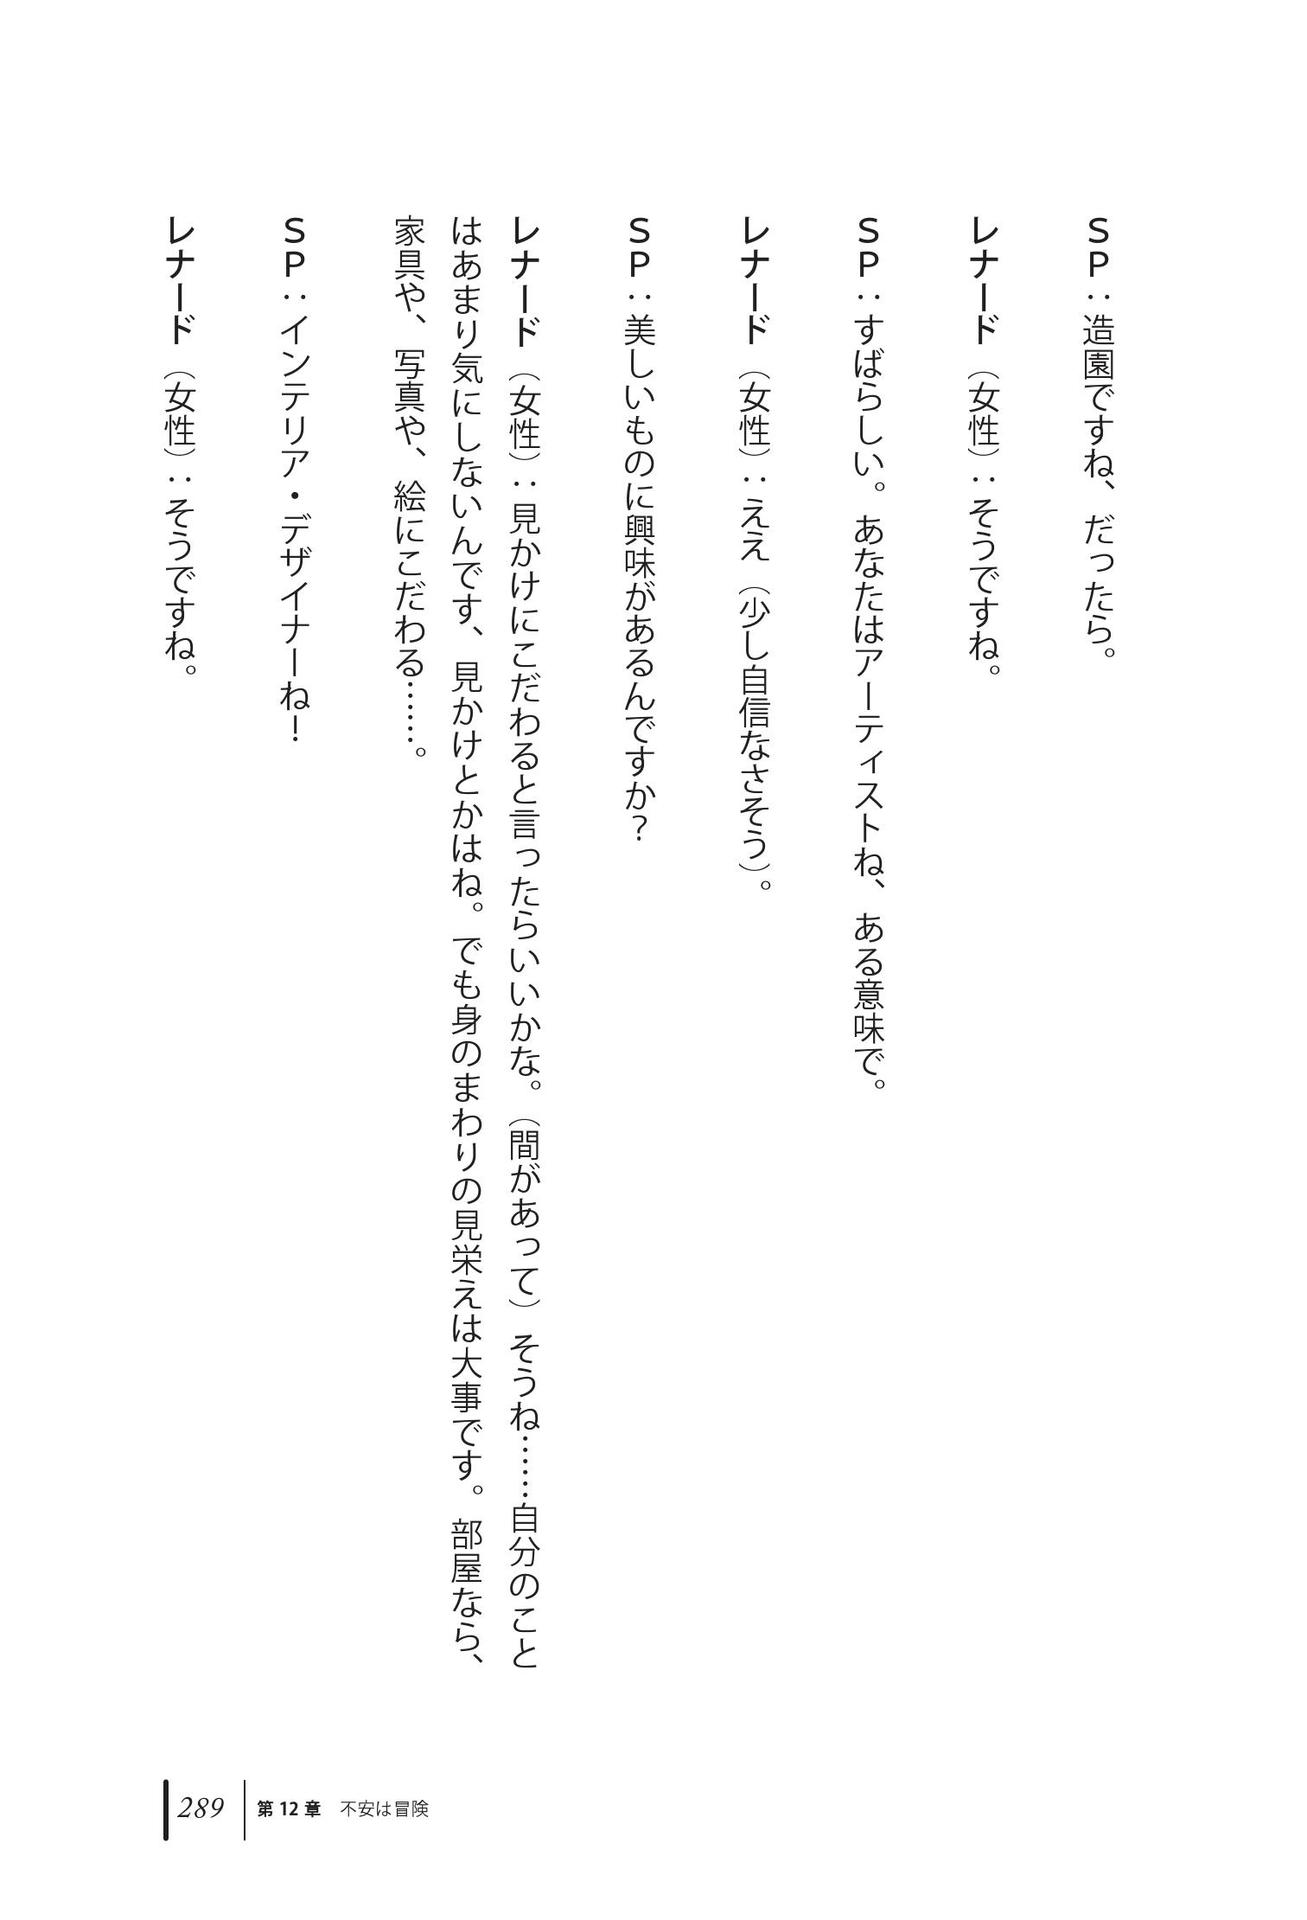 ＳＰ：造園ですね、だったら。
レナード（女性）：そうですね。
ＳＰ：すばらしい。あなたはアーティストね、ある意味で。
レナード（女性）：ええ（少し自信なさそう）。
ＳＰ：美しいものに興味があるんですか？
レナード（女性）：見かけにこだわると言ったらいいかな。（間があって）そうね……自分のこと
はあまり気にしないんです、見かけとかはね。でも身のまわりの見栄えは大事です。部屋なら、
家具や、写真や、絵にこだわる……。
ＳＰ：インテリア・デザイナーね！
レナード（女性）：そうですね。
289 第12章 不安は冒険